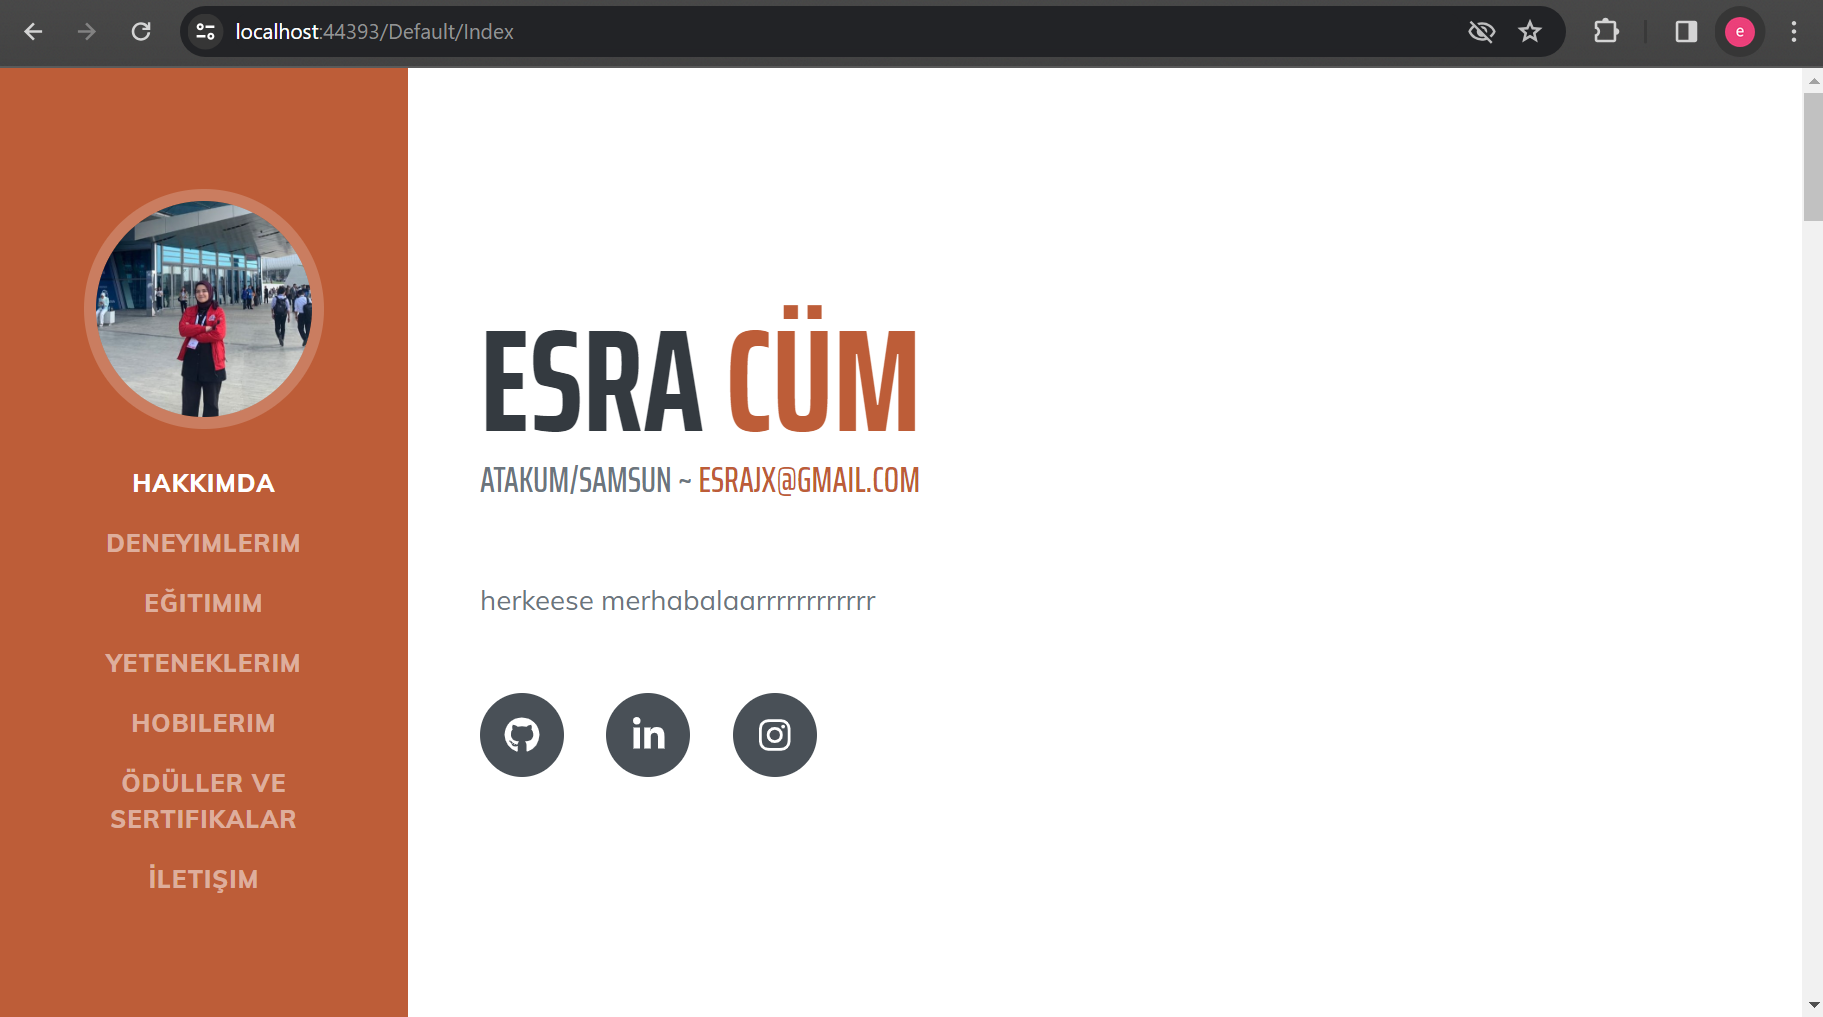 localhost:44393/Default/Index
e
HAKKIMDA
DENEYIMLERIM
EĞITIMIM
YETENEKLERIM
HOBILERIM
ÖDÜLLER VE
SERTIFIKALAR
İLETIŞIM
ESRA CÜM
ATAKUM/SAMSUN ~ ESRAJX@GMAIL.COM
herkeese merhabalaarrrrrrrrrrrr
in